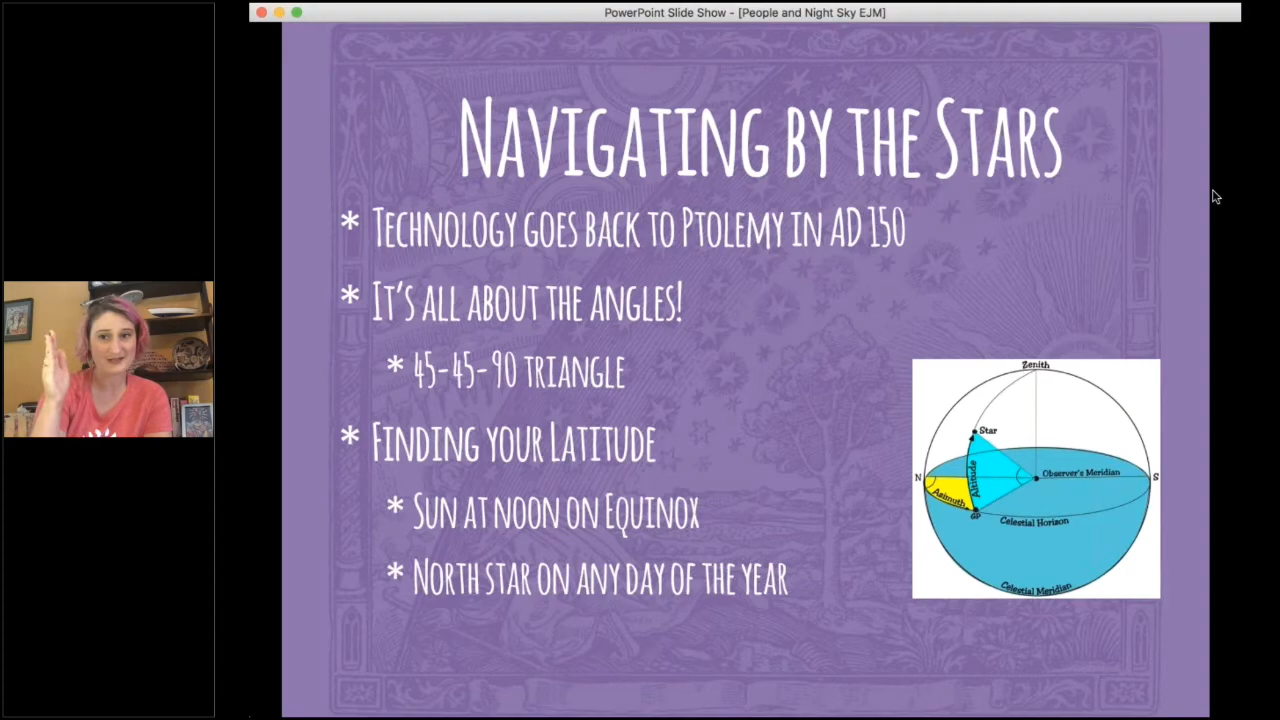 PowerPoint Slide Show - [People and Night Sky EJM]
Navigating by the Stars
* Technology goes back to Ptolemy in AD 150
* It's all about the angles!
* 45-45-90 triangle
* Finding your Latitude
* Sun at noon on Equinox
* North star on any day of the year
Zenith
Star
Altitude
Observer's Meridian
N
S
Azimuth
GP
Celestial Horizon
Celestial Meridian